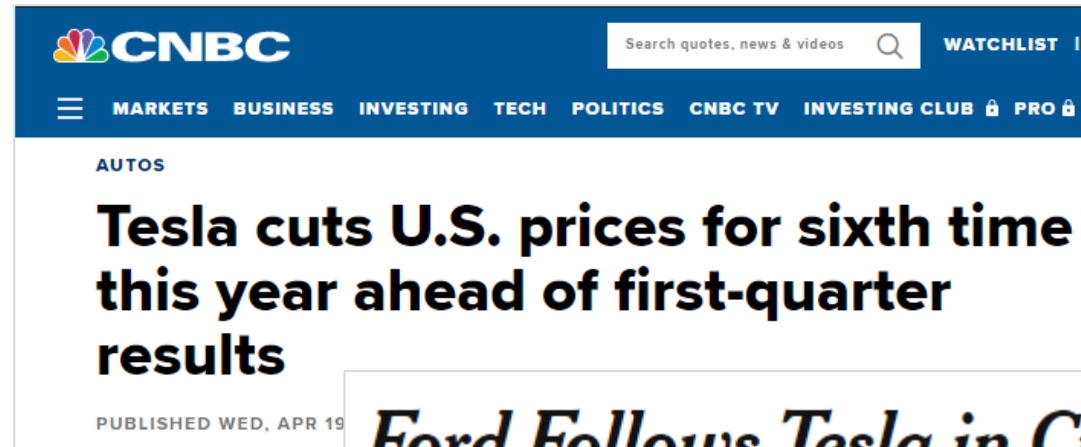 CNBC
Search quotes, news & videos WATCHLIST
MARKETS BUSINESS INVESTING TECH POLITICS CNBC TV INVESTING CLUB PRO
AUTOS
Tesla cuts U.S. prices for sixth time
this year ahead of first-quarter
results
PUBLISHED WED, APR 19
Ford Follows Tesla in